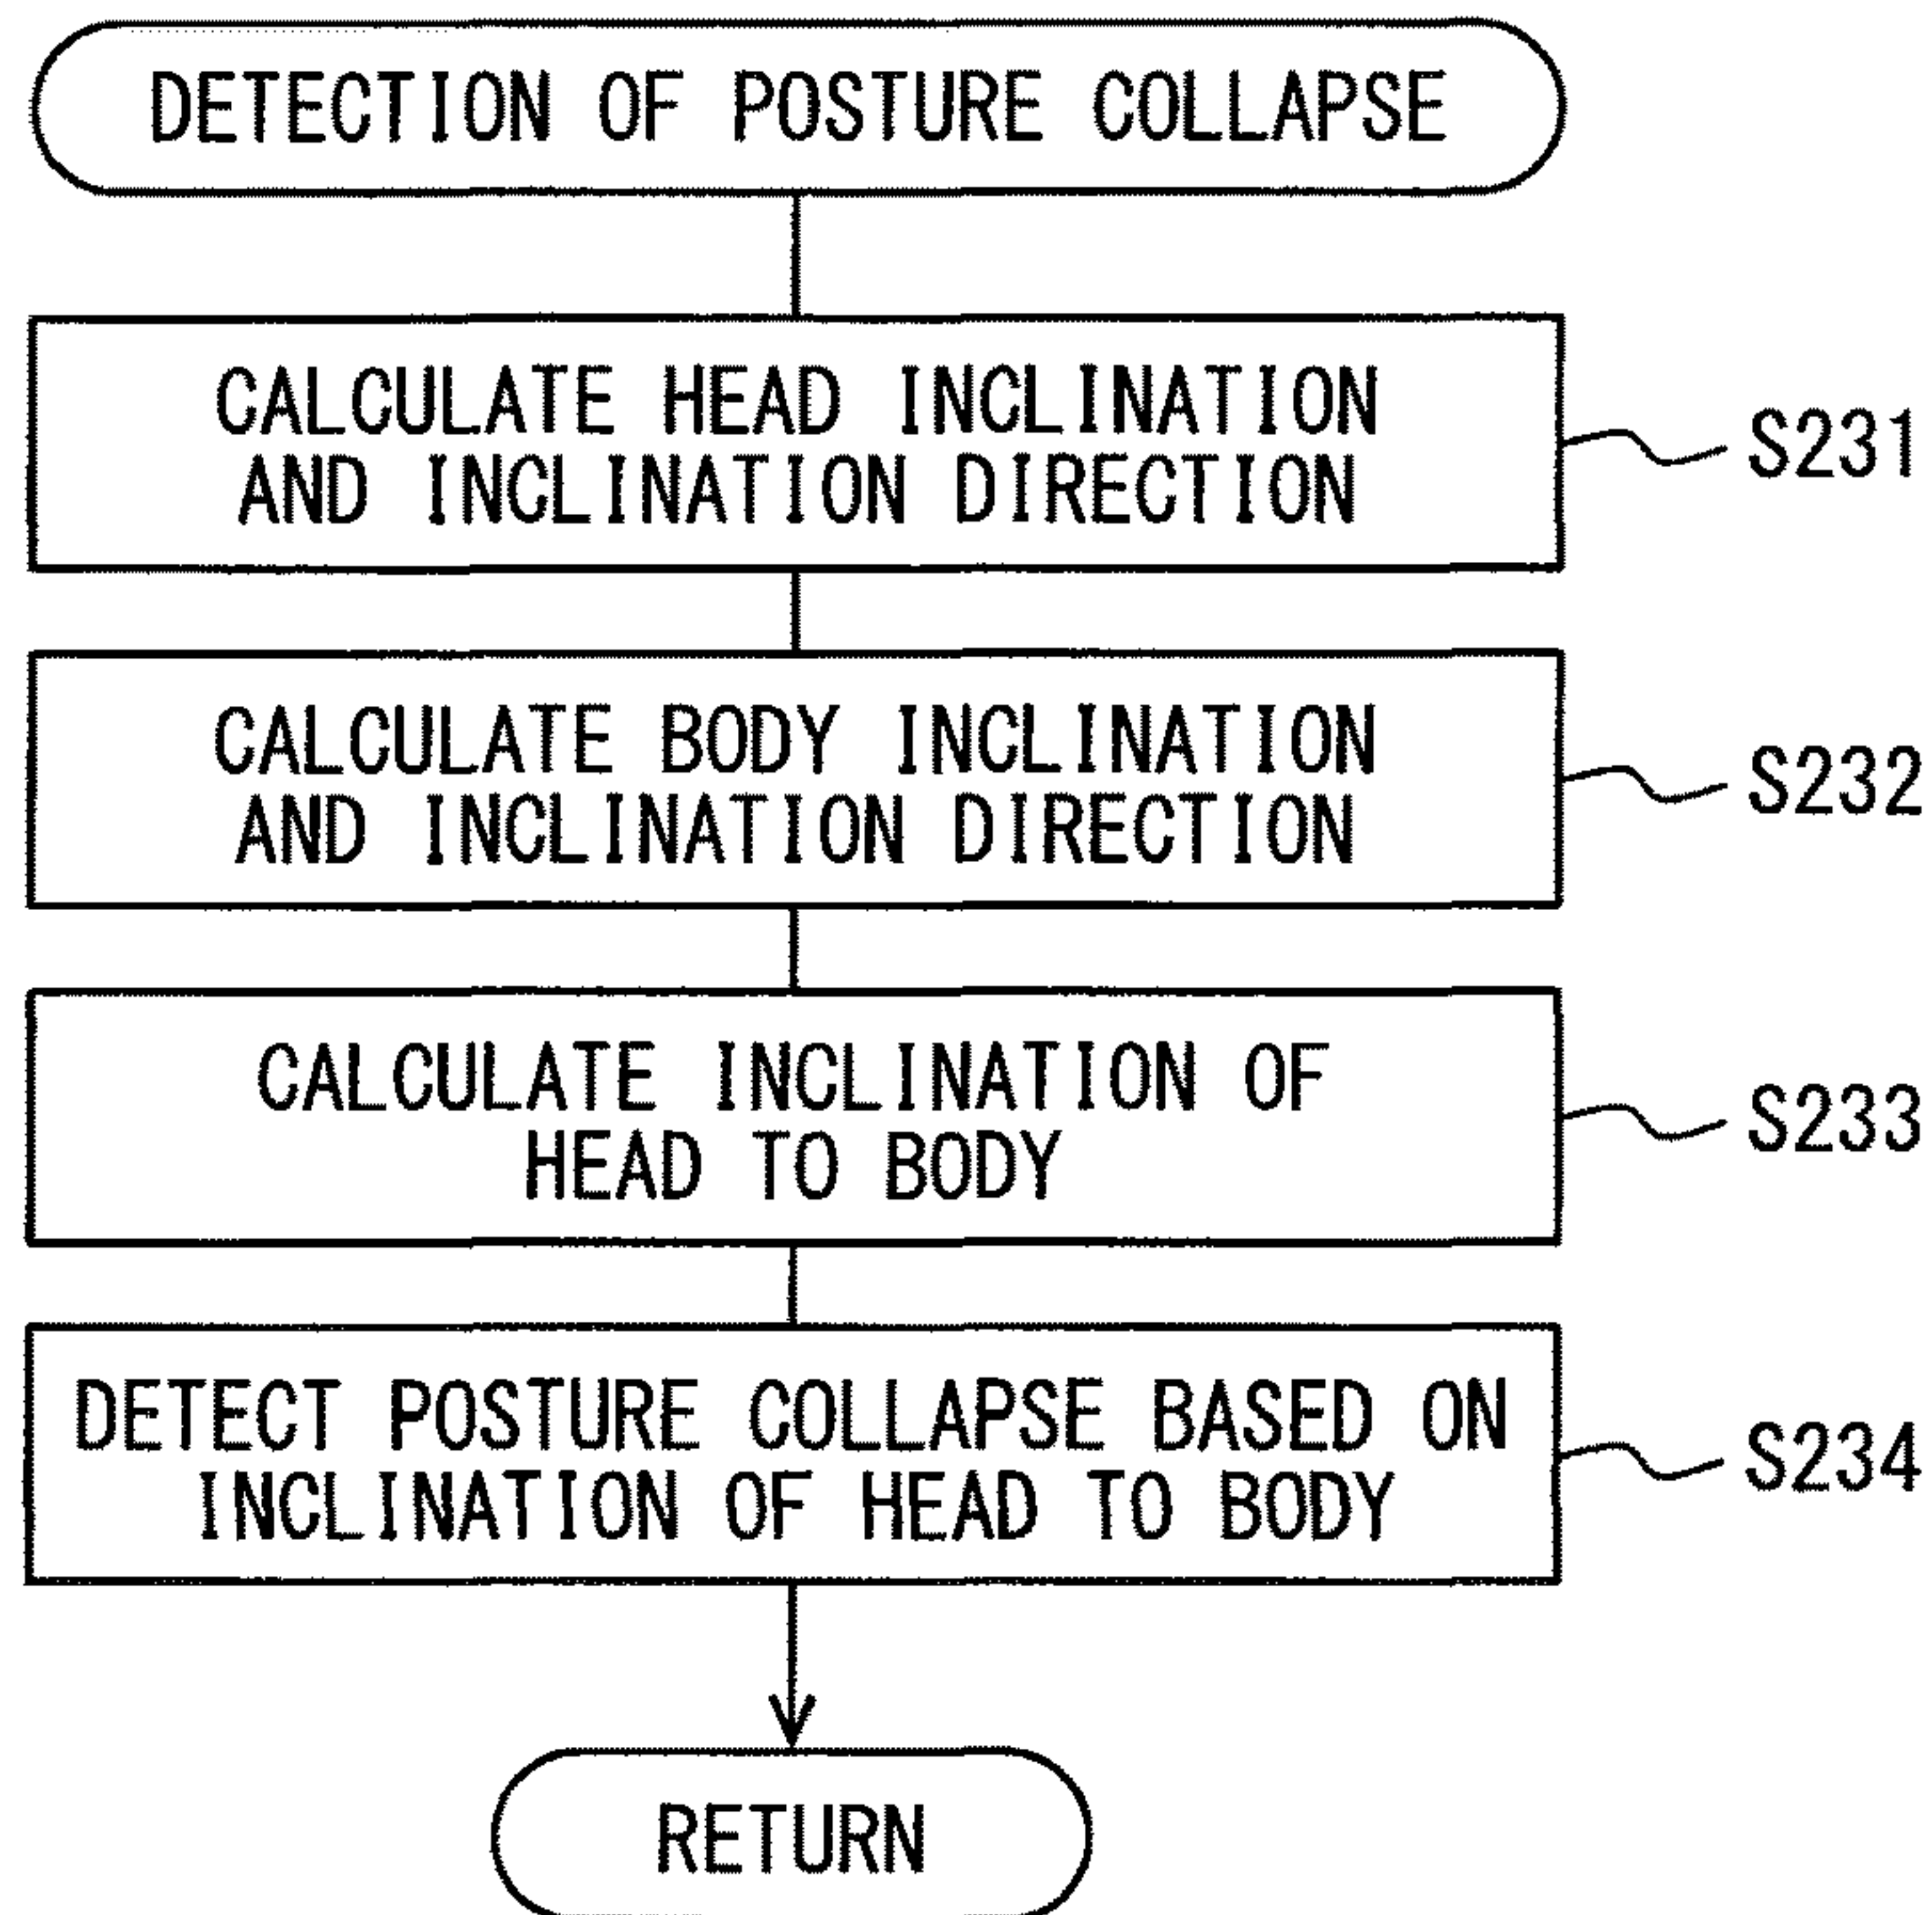 DETECTION OF POSTURE COLLAPSE
CALCULATE HEAD INCLINATION
AND INCLINATION DIRECTION
S231
CALCULATE BODY INCLINATION
AND INCLINATION DIRECTION
S232
CALCULATE INCLINATION OF
HEAD TO BODY
S233
DETECT POSTURE COLLAPSE BASED ON
INCLINATION OF HEAD TO BODY
S234
RETURN